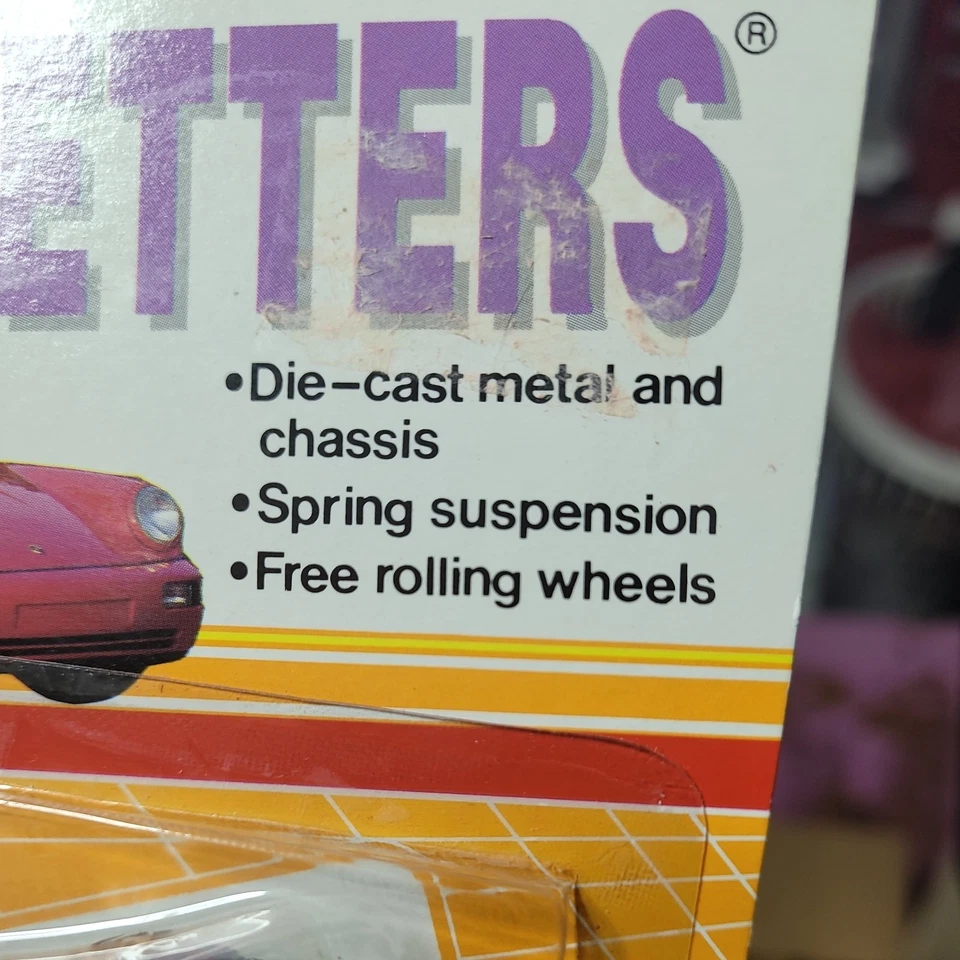 ETTERS®
•Die-cast metal and
chassis
•Spring suspension
•Free rolling wheels